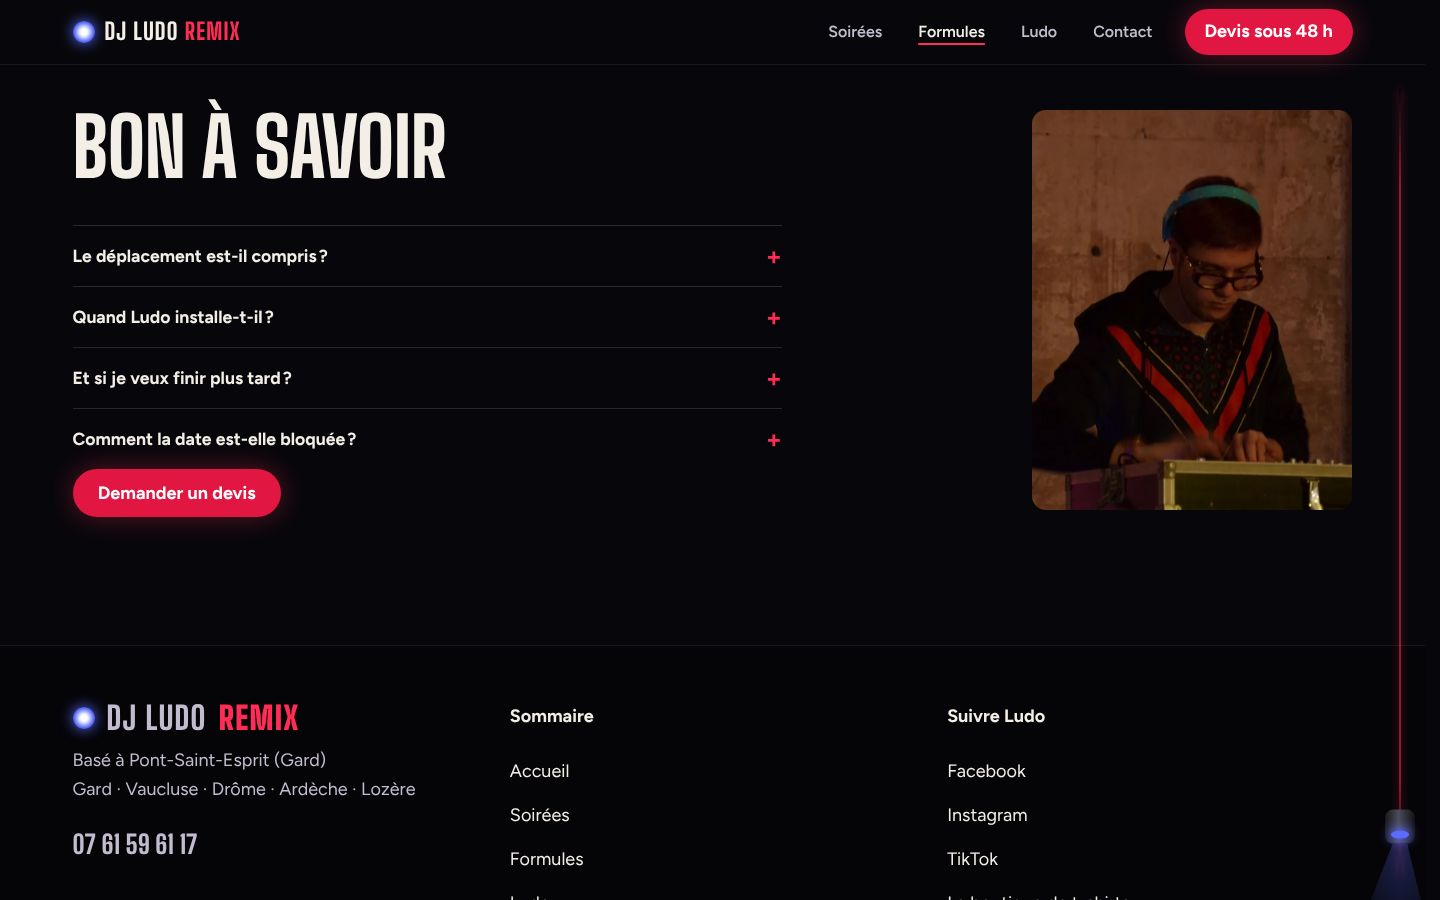 DJ LUDO REMIX
Soirées
Formules
Ludo
Contact
Devis sous 48 h
BON À SAVOIR
Le déplacement est-il compris ?
+
Quand Ludo installe-t-il ?
+
Et si je veux finir plus tard ?
+
Comment la date est-elle bloquée ?
+
Demander un devis
DJ LUDO REMIX
Basé à Pont-Saint-Esprit (Gard)
Gard · Vaucluse · Drôme · Ardèche · Lozère
07 61 59 61 17
Sommaire
Accueil
Soirées
Formules
Suivre Ludo
Facebook
Instagram
TikTok